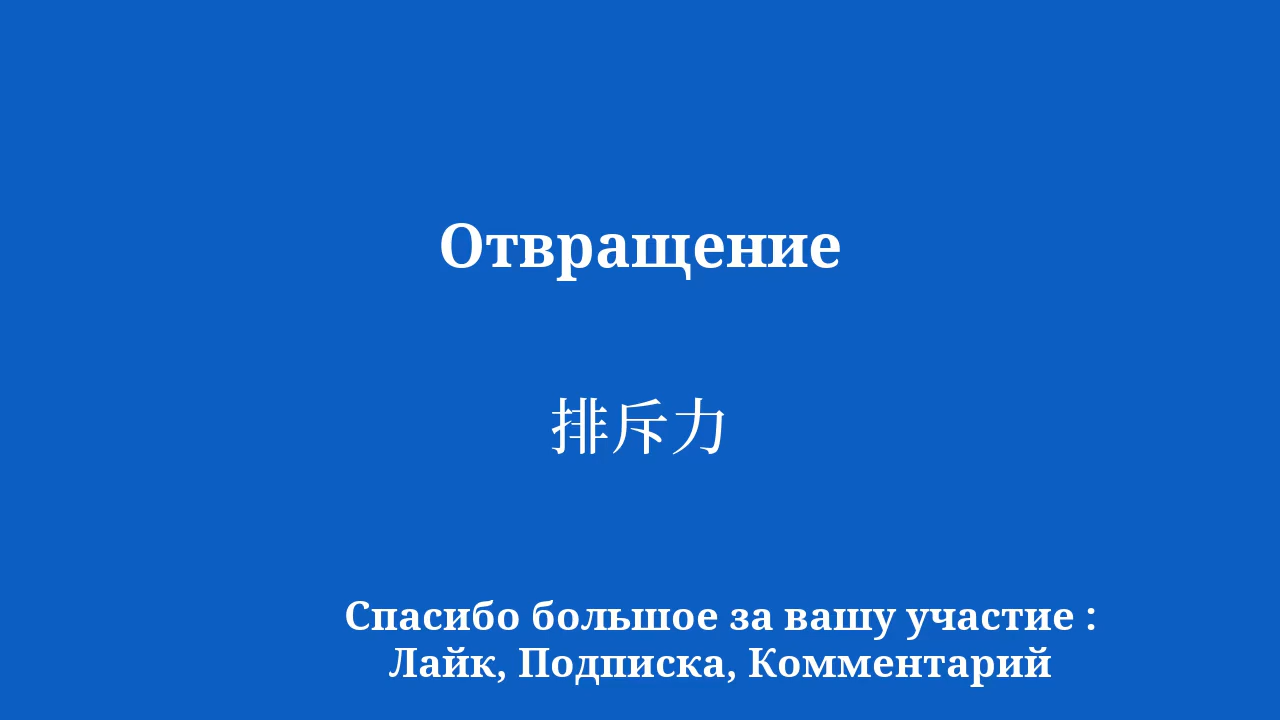 Отвращение
排斥力
Спасибо большое за вашу участие :
Лайк, Подписка, Комментарий